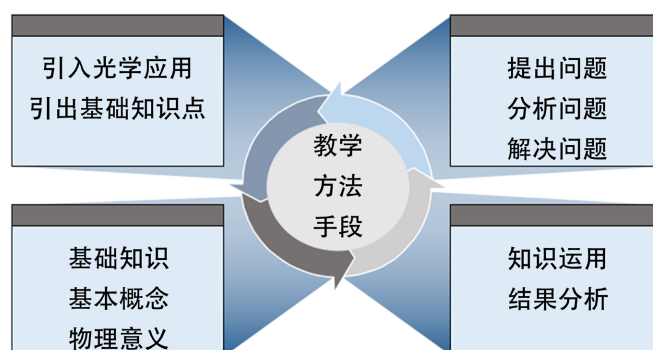 引入光学应用
引出基础知识点
提出问题
分析问题
解决问题
教学
方法
手段
基础知识
基本概念
物理意义
知识运用
结果分析